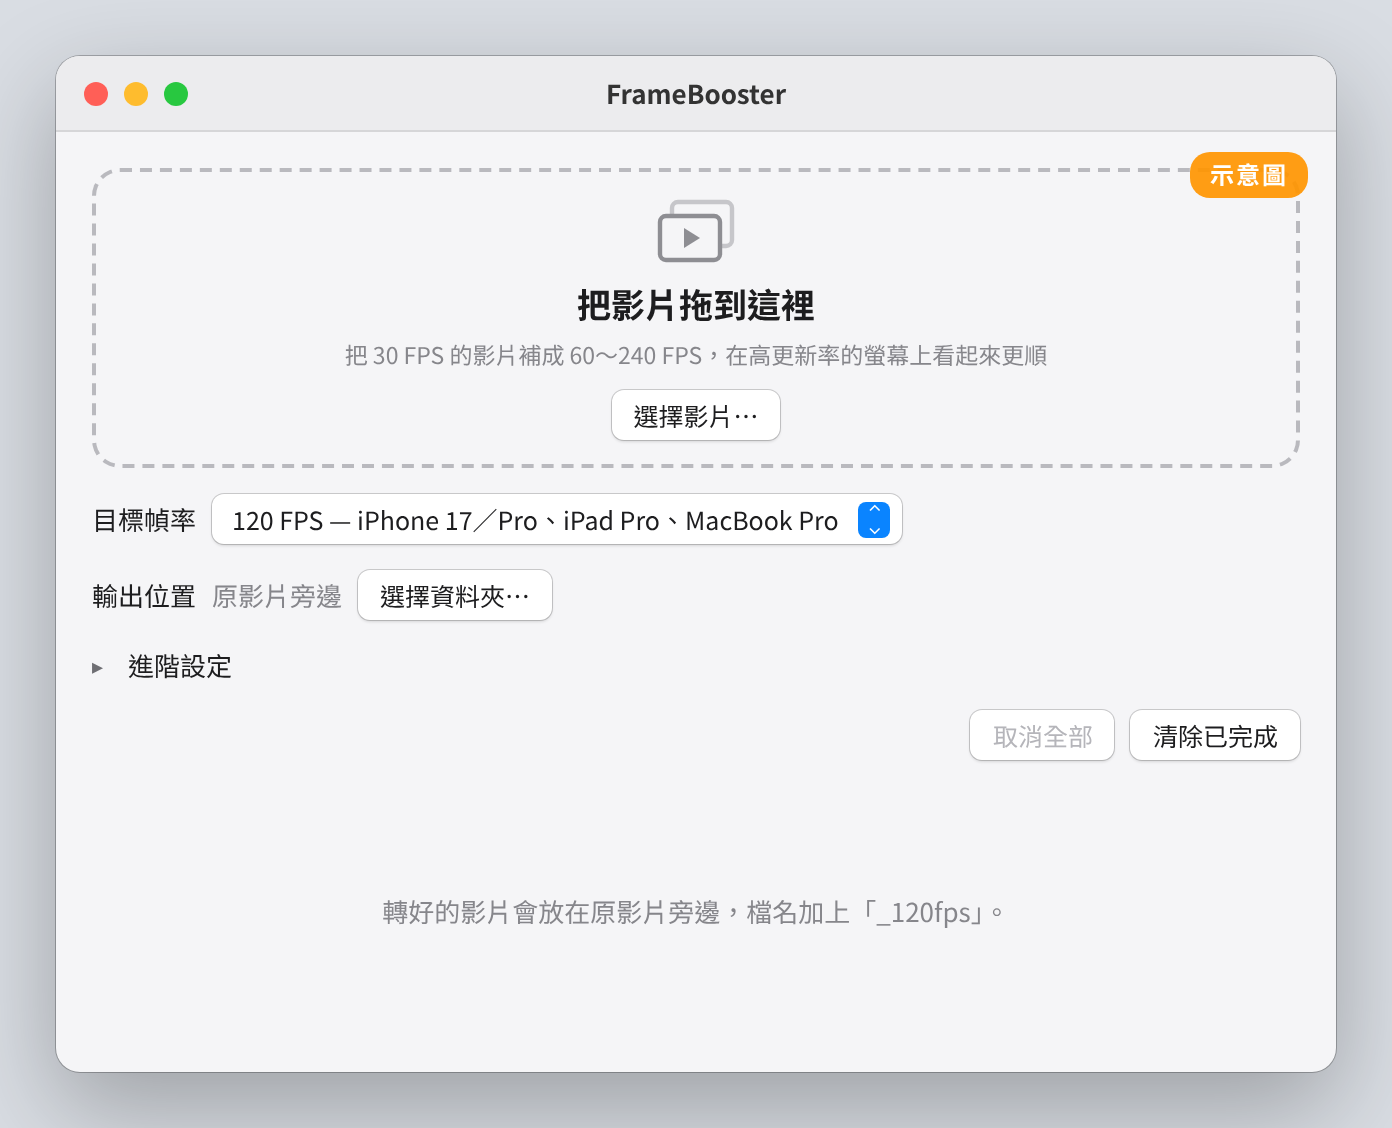 FrameBooster
示意圖
把影片拖到這裡
把 30 FPS 的影片補成 60～240 FPS，在高更新率的螢幕上看起來更順
選擇影片⋯
目標幀率 120 FPS — iPhone 17／Pro、iPad Pro、MacBook Pro
輸出位置 原影片旁邊 選擇資料夾⋯
進階設定
取消全部 清除已完成
轉好的影片會放在原影片旁邊，檔名加上「_120fps」。